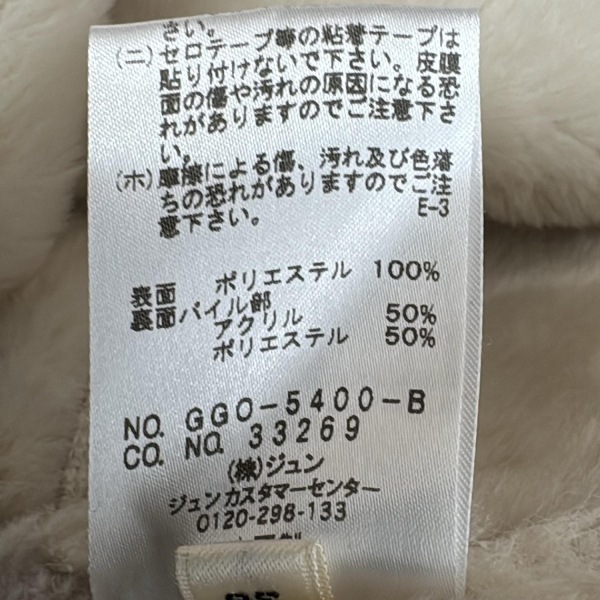 さい。
(ニ)セロテープ等の粘着テープは
貼り付けないで下さい。皮膜
面の傷や汚れの原因になる恐
れがありますのでご注意下さ
い。
(ホ)摩擦による傷、汚れ及び色落
ちの恐れがありますのでご注
意下さい。
E-3
表面 ポリエステル 100%
裏面パイル部
アクリル 50%
ポリエステル 50%
NO. GGO-5400-B
CO. NO. 33269
(株)ジュン
ジュンカスタマーセンター
0120-298-133